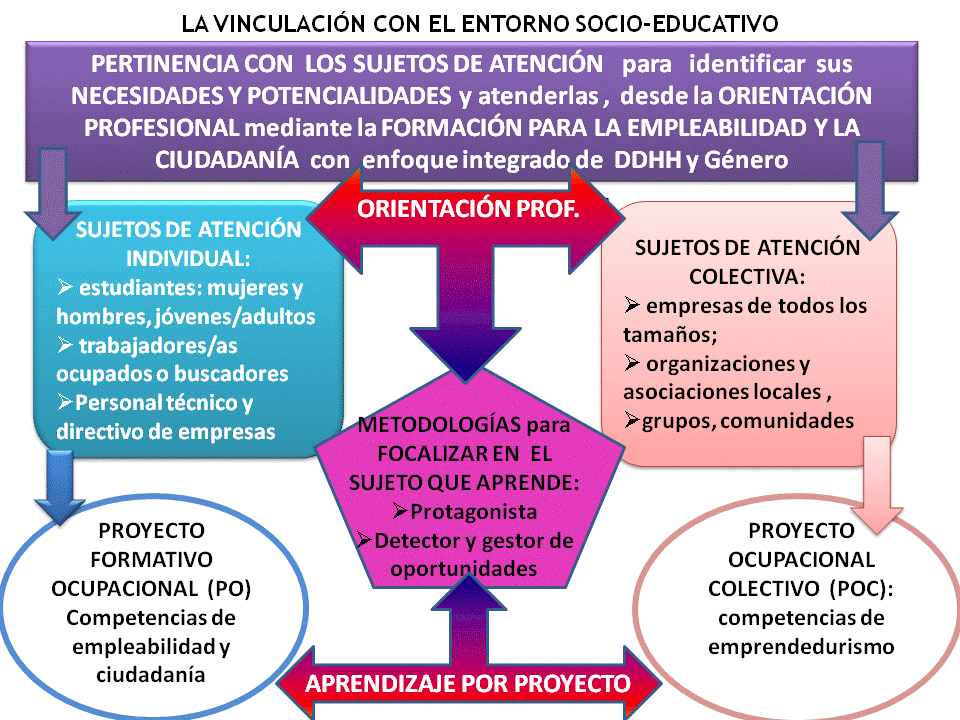 LA VINCULACIÓN CON EL ENTORNO SOCIO-EDUCATIVO
PERTINENCIA CON LOS SUJETOS DE ATENCIÓN para identificar sus
NECESIDADES Y POTENCIALIDADES y atenderlas , desde la ORIENTACIÓN
PROFESIONAL mediante la FORMACIÓN PARA LA EMPLEABILIDAD Y LA
CIUDADANÍA con enfoque integrado de DDHH y Género
ORIENTACIÓN PROF.
SUJETOS DE ATENCIÓN
INDIVIDUAL:
➢ estudiantes: mujeres y
hombres, jóvenes/adultos
➢ trabajadores/as
ocupados o buscadores
➢Personal técnico y
directivo de empresas
SUJETOS DE ATENCIÓN
COLECTIVA:
➢ empresas de todos los
tamaños;
➢ organizaciones y
asociaciones locales ,
➢grupos, comunidades
METODOLOGÍAS para
FOCALIZAR EN EL
SUJETO QUE APRENDE:
➢Protagonista
➢Detector y gestor de
oportunidades
PROYECTO
FORMATIVO
OCUPACIONAL (PO)
Competencias de
empleabilidad y
ciudadanía
PROYECTO
OCUPACIONAL
COLECTIVO (POC):
competencias de
emprendedurismo
APRENDIZAJE POR PROYECTO